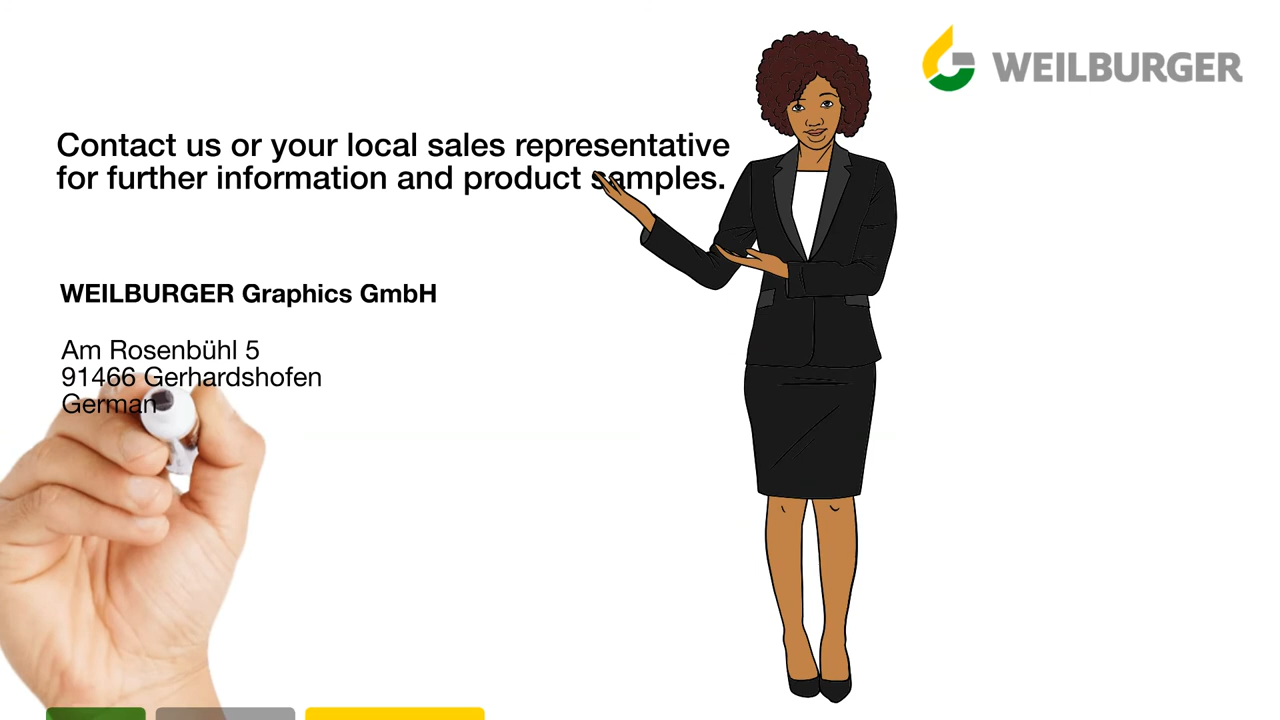 WEILBURGER
Contact us or your local sales representative
for further information and product samples.
WEILBURGER Graphics GmbH
Am Rosenbühl 5
91466 Gerhardshofen
German